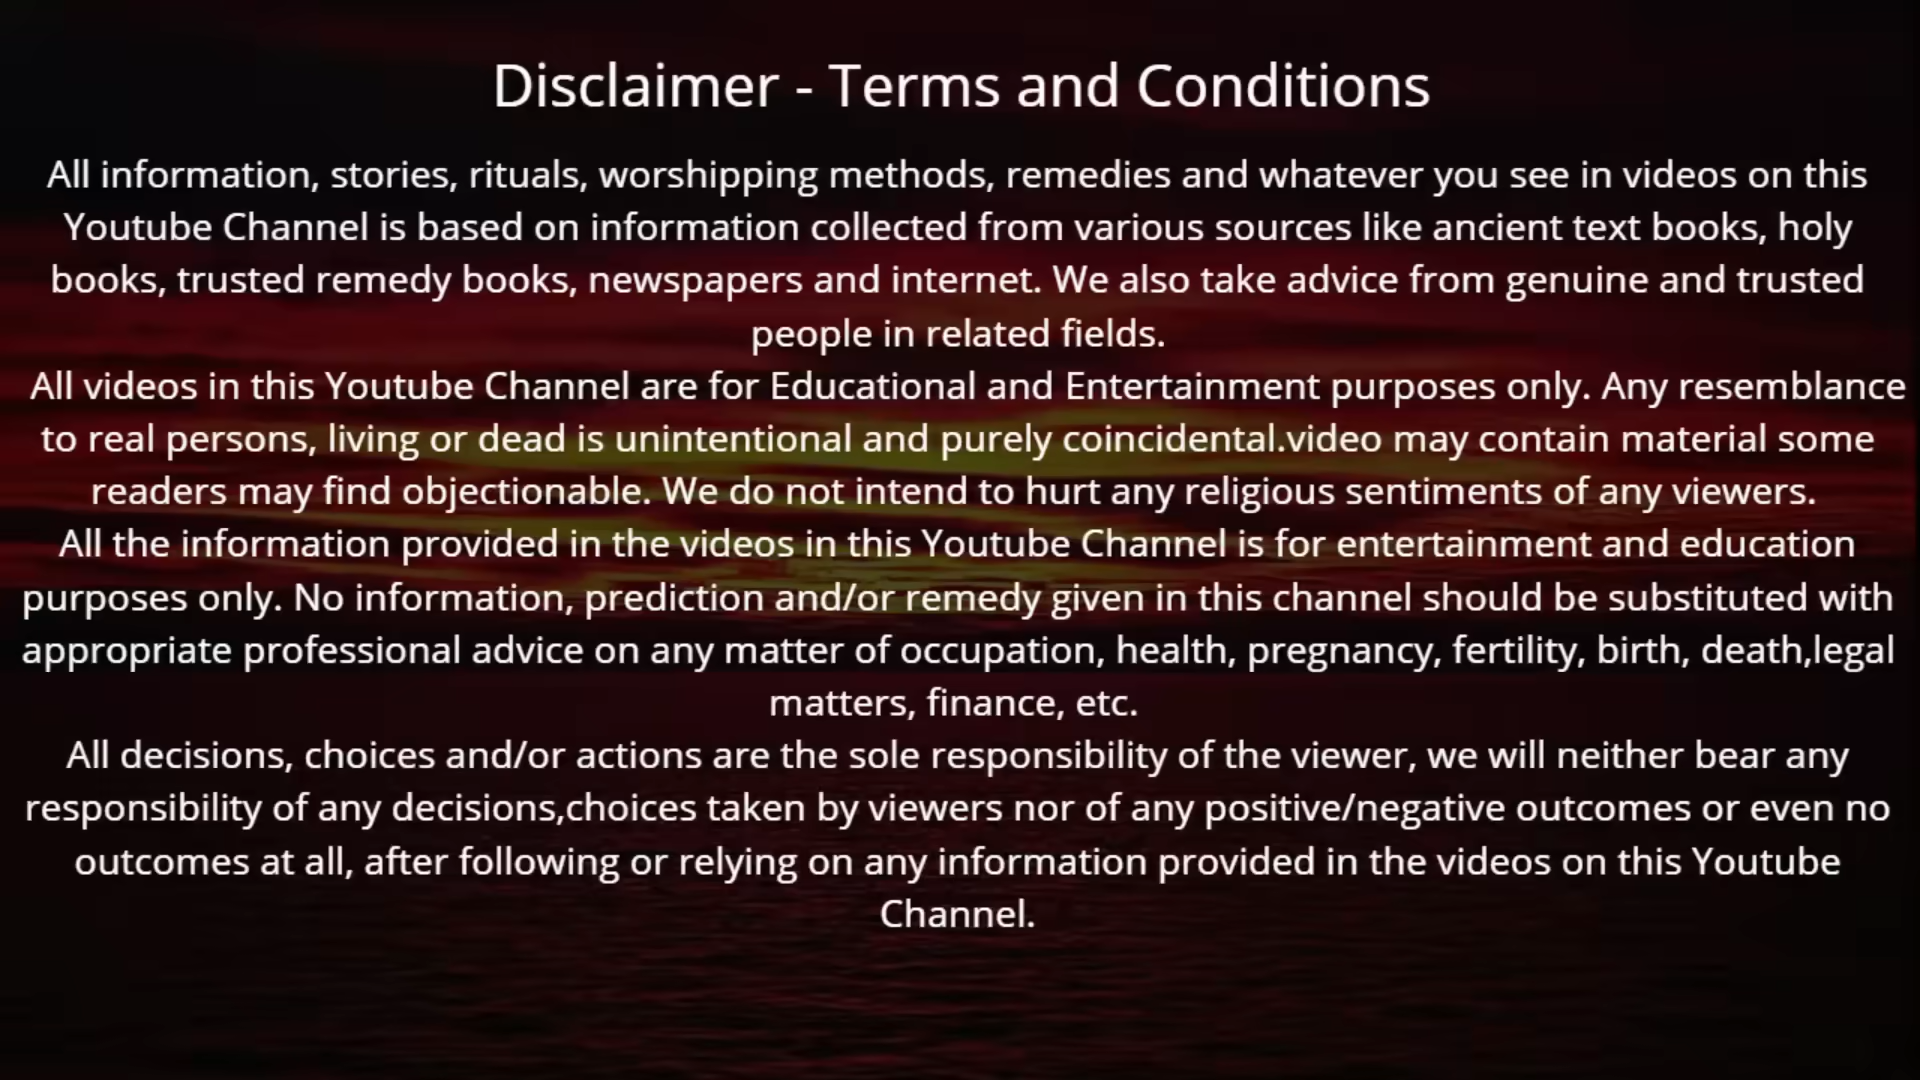 Disclaimer - Terms and Conditions
All information, stories, rituals, worshipping methods, remedies and whatever you see in videos on this
Youtube Channel is based on information collected from various sources like ancient text books, holy
books, trusted remedy books, newspapers and internet. We also take advice from genuine and trusted
people in related fields.
All videos in this Youtube Channel are for Educational and Entertainment purposes only. Any resemblance
to real persons, living or dead is unintentional and purely coincidental.video may contain material some
readers may find objectionable. We do not intend to hurt any religious sentiments of any viewers.
All the information provided in the videos in this Youtube Channel is for entertainment and education
purposes only. No information, prediction and/or remedy given in this channel should be substituted with
appropriate professional advice on any matter of occupation, health, pregnancy, fertility, birth, death,legal
matters, finance, etc.
All decisions, choices and/or actions are the sole responsibility of the viewer, we will neither bear any
responsibility of any decisions,choices taken by viewers nor of any positive/negative outcomes or even no
outcomes at all, after following or relying on any information provided in the videos on this Youtube
Channel.